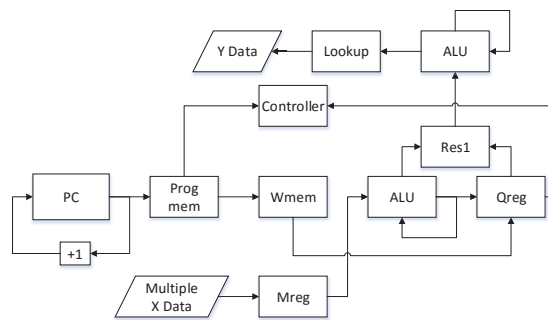 Y Data
Lookup
ALU
Controller
Res1
PC
Prog
mem
Wmem
ALU
Qreg
+1
Multiple
X Data
Mreg